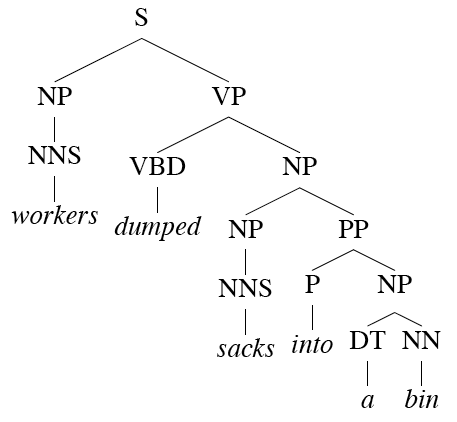 S
NP VP
NNS VBD NP
workers dumped NP PP
NNS P NP
sacks into DT NN
a bin